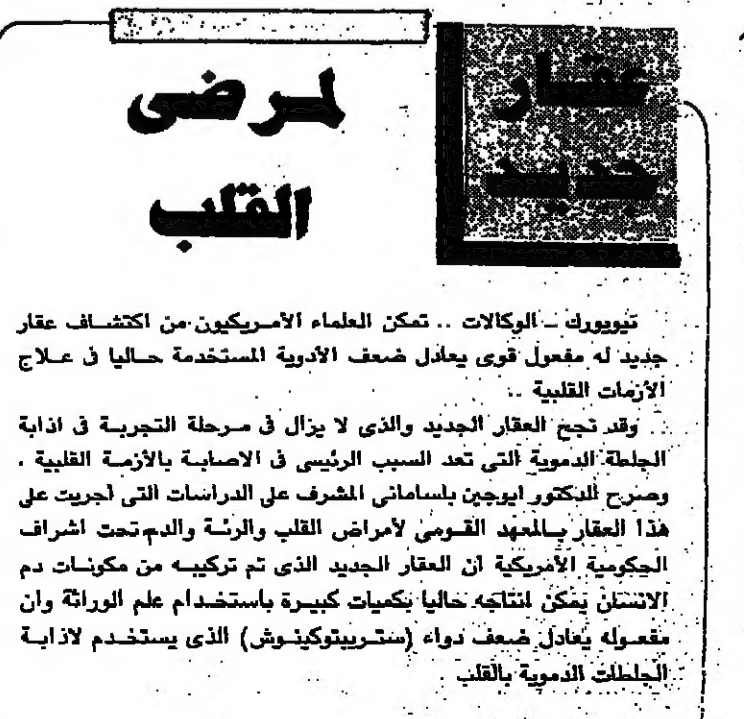 عقار
جديد
لمرضى
القلب
نيويورك ــ الوكالات .. تمكن العلماء الأمريكيون من اكتشاف عقار
جديد له مفعول قوى يعادل ضعف الأدوية المستخدمة حاليا فى علاج
الأزمات القلبية ..
وقد نجح العقار الجديد والذى لا يزال فى مرحلة التجربة فى اذابة
الجلطة الدموية التى تعد السبب الرئيسى فى الاصابة بالأزمة القلبية .
وصرح الدكتور ايوجين باسامانى المشرف على الدراسات التى أجريت على
هذا العقار بالمعهد القومى لأمراض القلب والرئة والدم تحت اشراف
الحكومية الأمريكية أن العقار الجديد الذى تم تركيبه من مكونات دم
الانسان يمكن انتاجه حاليا بكميات كبيرة باستخدام علم الوراثة وان
مفعوله يعادل ضعف دواء (ستريبتوكينوش) الذى يستخدم لاذابة
الجلطات الدموية بالقلب .